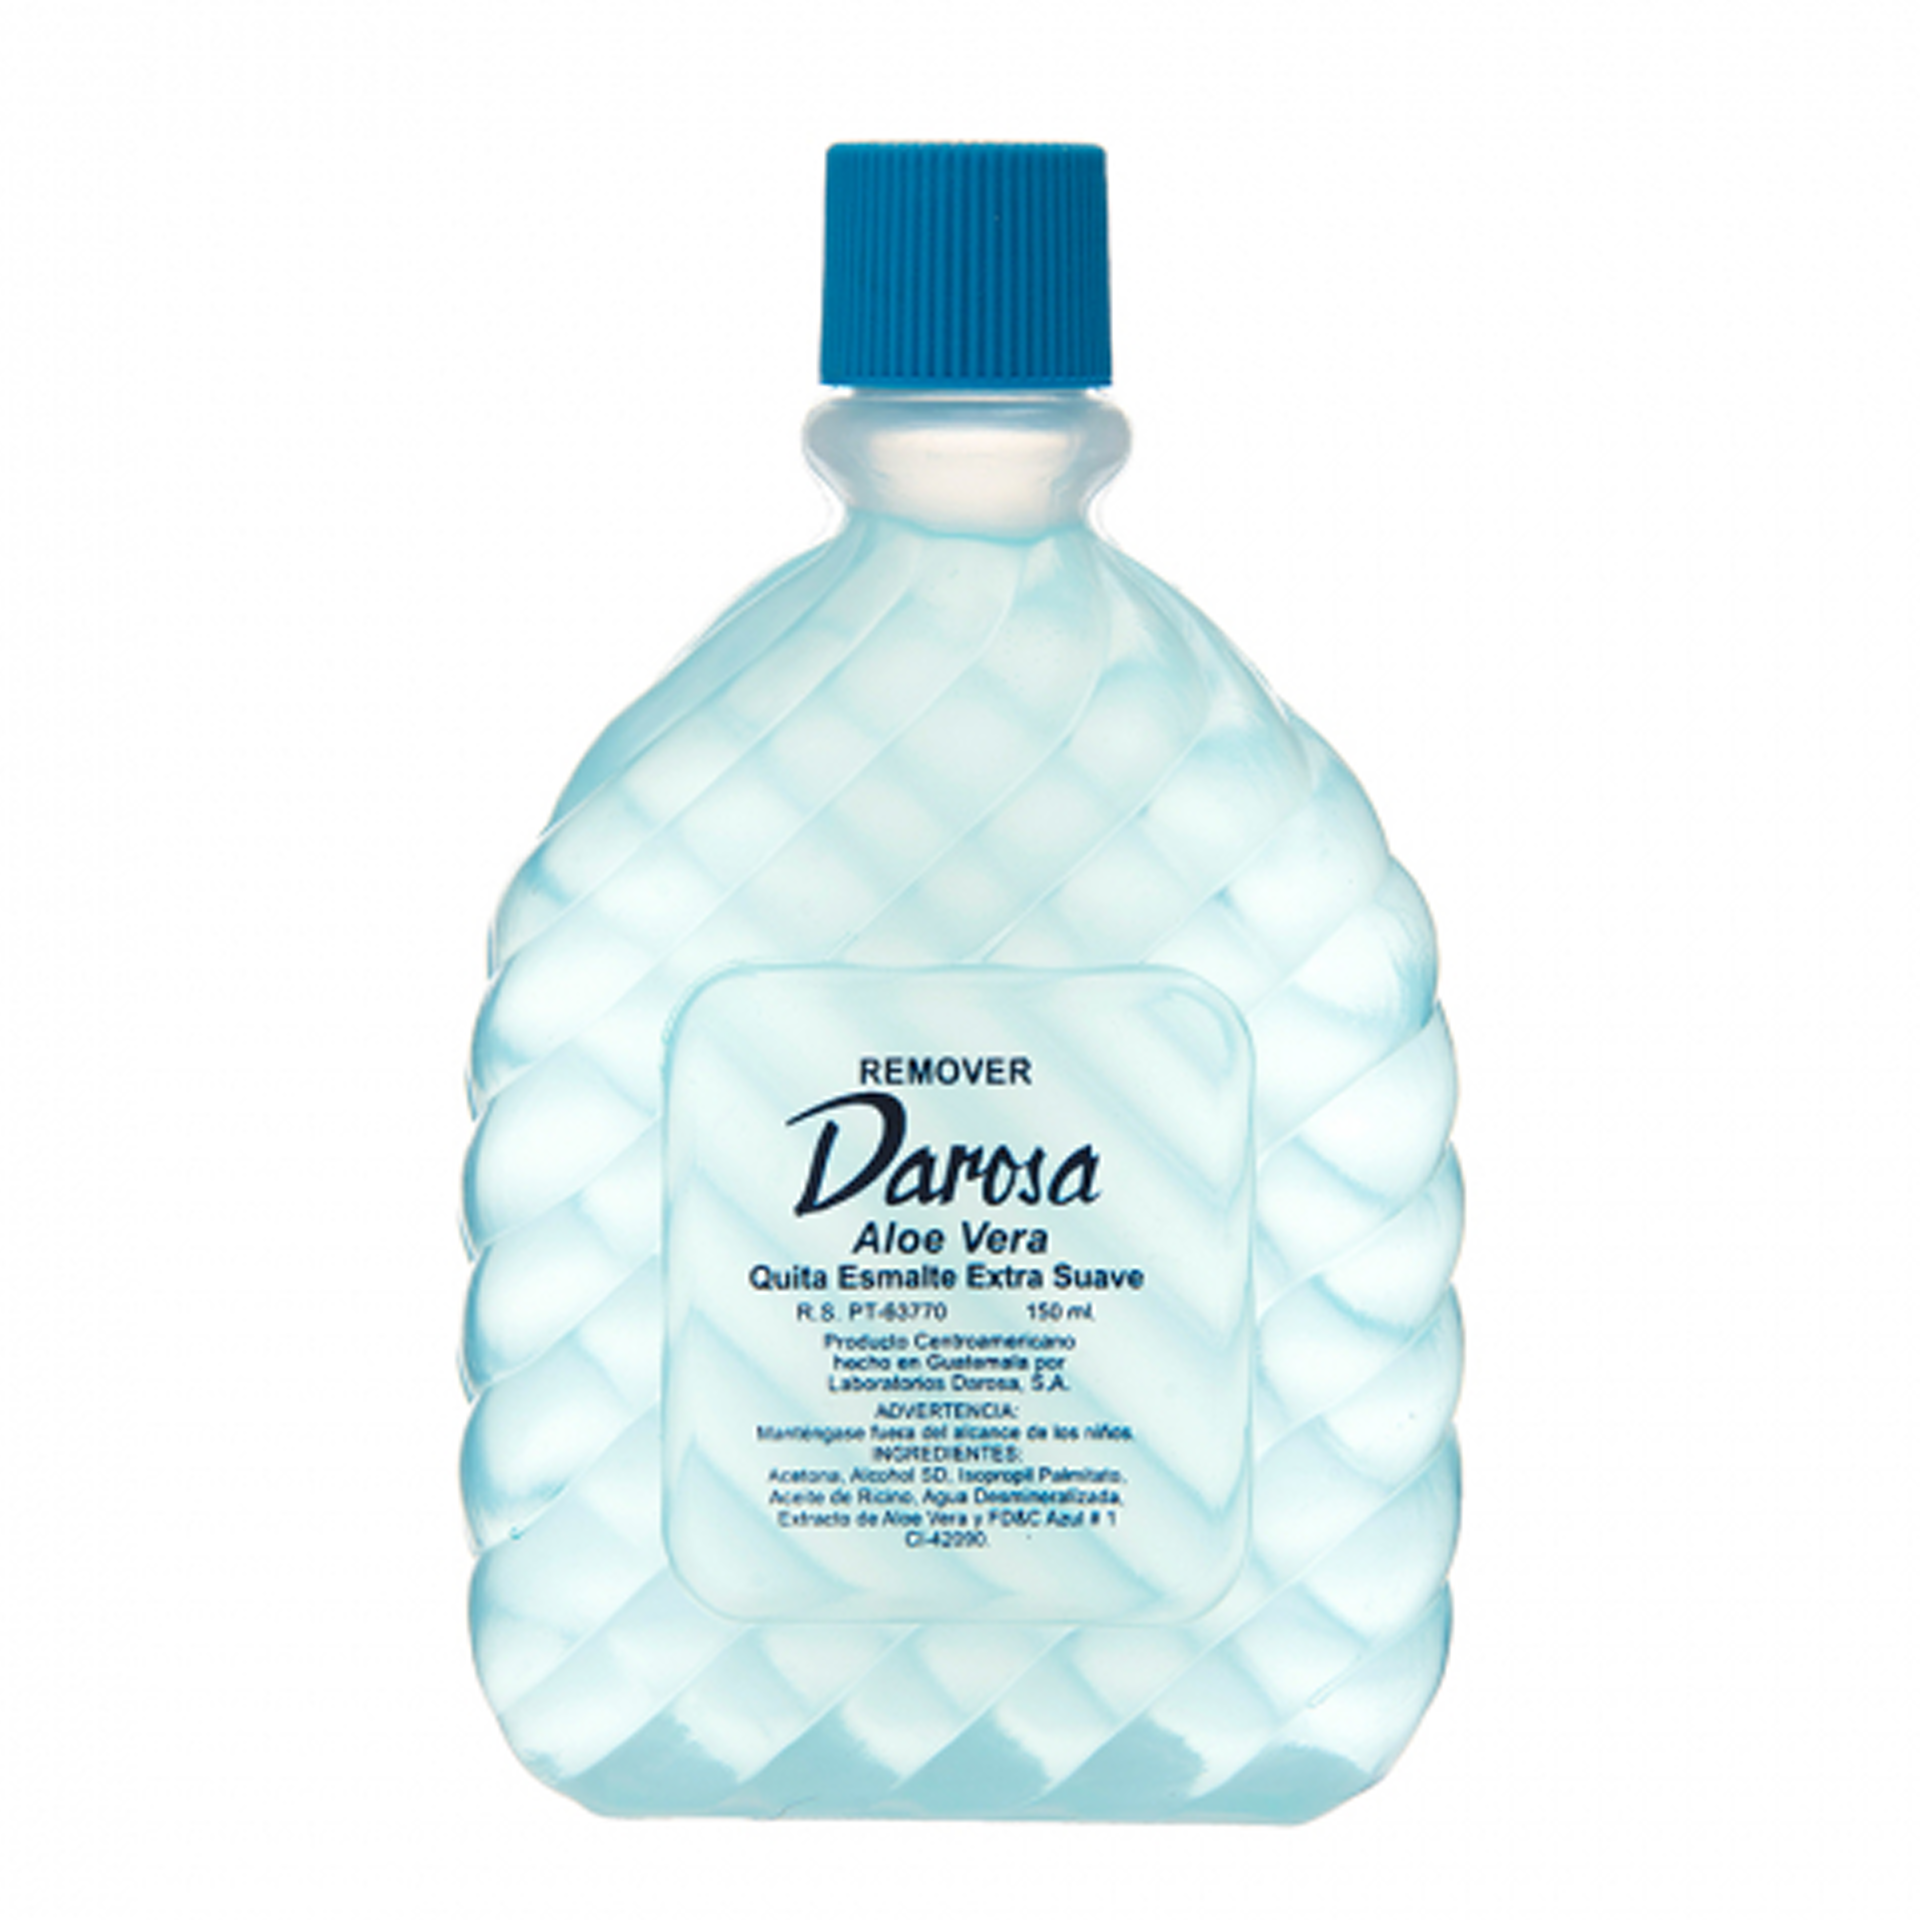 REMOVER
Darosa
Aloe Vera
Quita Esmalte Extra Suave
R.S. PT-63770 150 ml.
Producto Centroamericano
hecho en Guatemala por
Laboratorios Darosa, S.A.
ADVERTENCIA:
Manténgase fuera del alcance de los niños.
INGREDIENTES:
Acetona, Alcohol SD, Isopropil Palmitato,
Aceite de Ricino, Agua Desmineralizada,
Extracto de Aloe Vera y FD&C Azul # 1
CI-42090.